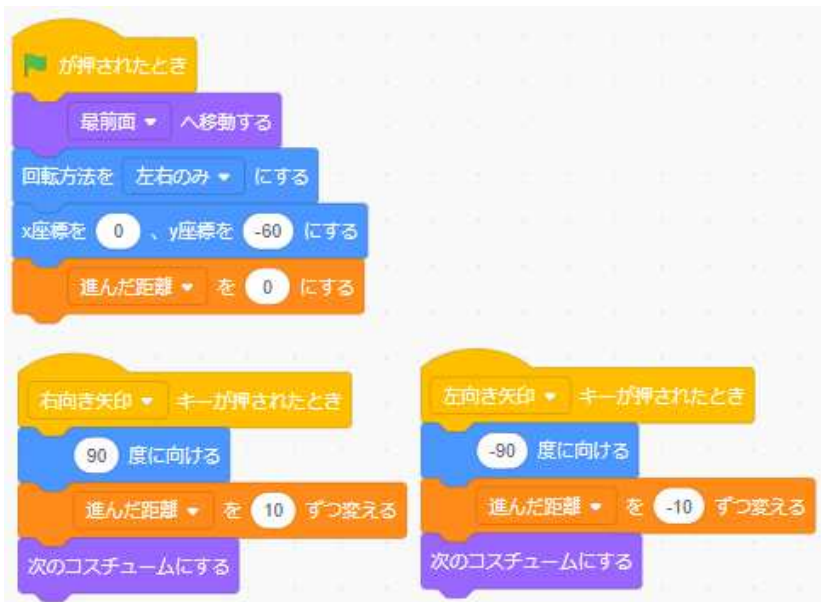 が押されたとき
最前面 へ移動する
回転方法を 左右のみ にする
x座標を 0 、y座標を -60 にする
進んだ距離 を 0 にする
右向き矢印 キーが押されたとき
90 度に向ける
進んだ距離 を 10 ずつ変える
次のコスチュームにする
左向き矢印 キーが押されたとき
-90 度に向ける
進んだ距離 を -10 ずつ変える
次のコスチュームにする